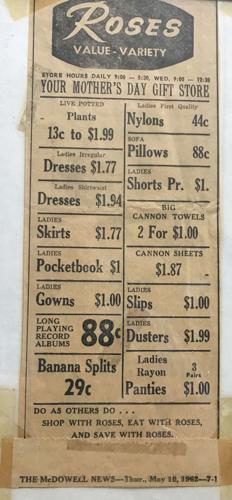 ROSES
VALUE - VARIETY
STORE HOURS DAILY 9:00 — 5:30, WED. 9:00 — 12:30
YOUR MOTHER'S DAY GIFT STORE
LIVE POTTED
Plants
13c to $1.99
Ladies First Quality
Nylons 44c
Ladies Irregular
Dresses $1.77
SOFA
Pillows 88c
Ladies Shirtwaist
Dresses $1.94
LADIES
Shorts Pr. $1.
LADIES
Skirts $1.77
BIG
CANNON TOWELS
2 For $1.00
LADIES
Pocketbook $1
CANNON SHEETS
$1.87
LADIES
Gowns $1.00
LADIES
Slips $1.00
LONG
PLAYING
RECORD
ALBUMS 88c
LADIES
Dusters $1.99
Banana Splits
29c
Ladies
Rayon 3 Pairs
Panties $1.00
DO AS OTHERS DO . . .
SHOP WITH ROSES, EAT WITH ROSES,
AND SAVE WITH ROSES.
THE McDOWELL NEWS—Thur., May 10, 1962—7-1